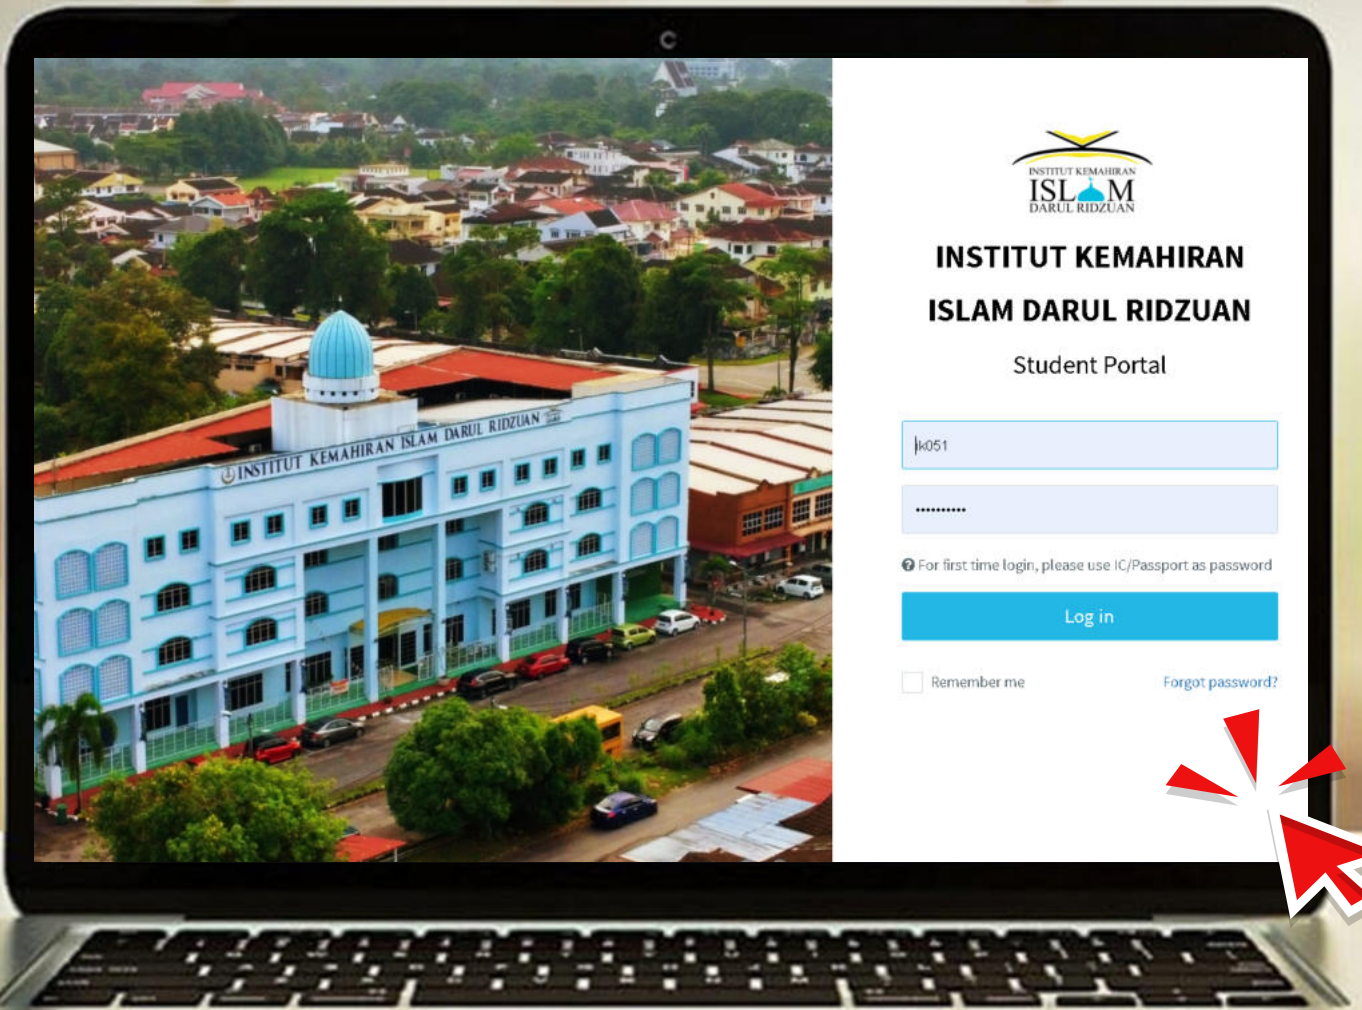 INSTITUT KEMAHIRAN ISLAM DARUL RIDZUAN
INSTITUT KEMAHIRAN
ISLAM
DARUL RIDZUAN
INSTITUT KEMAHIRAN
ISLAM DARUL RIDZUAN
Student Portal
ik051
••••••••••
For first time login, please use IC/Passport as password
Log in
Remember me
Forgot password?